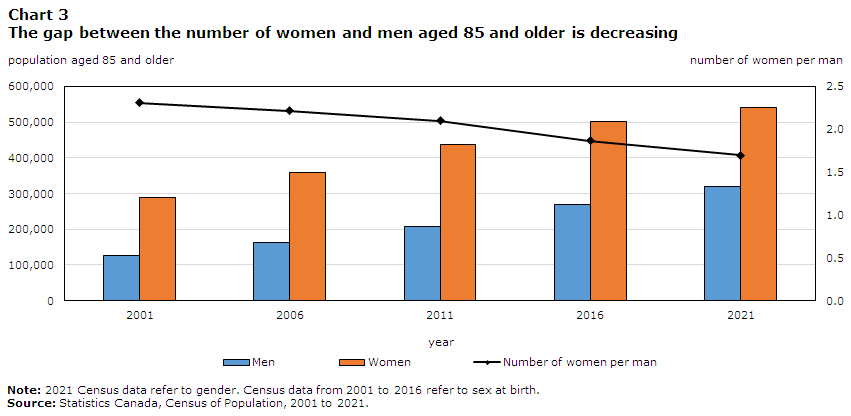 Chart 3
The gap between the number of women and men aged 85 and older is decreasing
population aged 85 and older
number of women per man
600,000
2.5
500,000
2.0
400,000
1.5
300,000
1.0
200,000
0.5
100,000
0
0.0
2001
2006
2011
2016
2021
year
Men
Women
Number of women per man
Note: 2021 Census data refer to gender. Census data from 2001 to 2016 refer to sex at birth.
Source: Statistics Canada, Census of Population, 2001 to 2021.